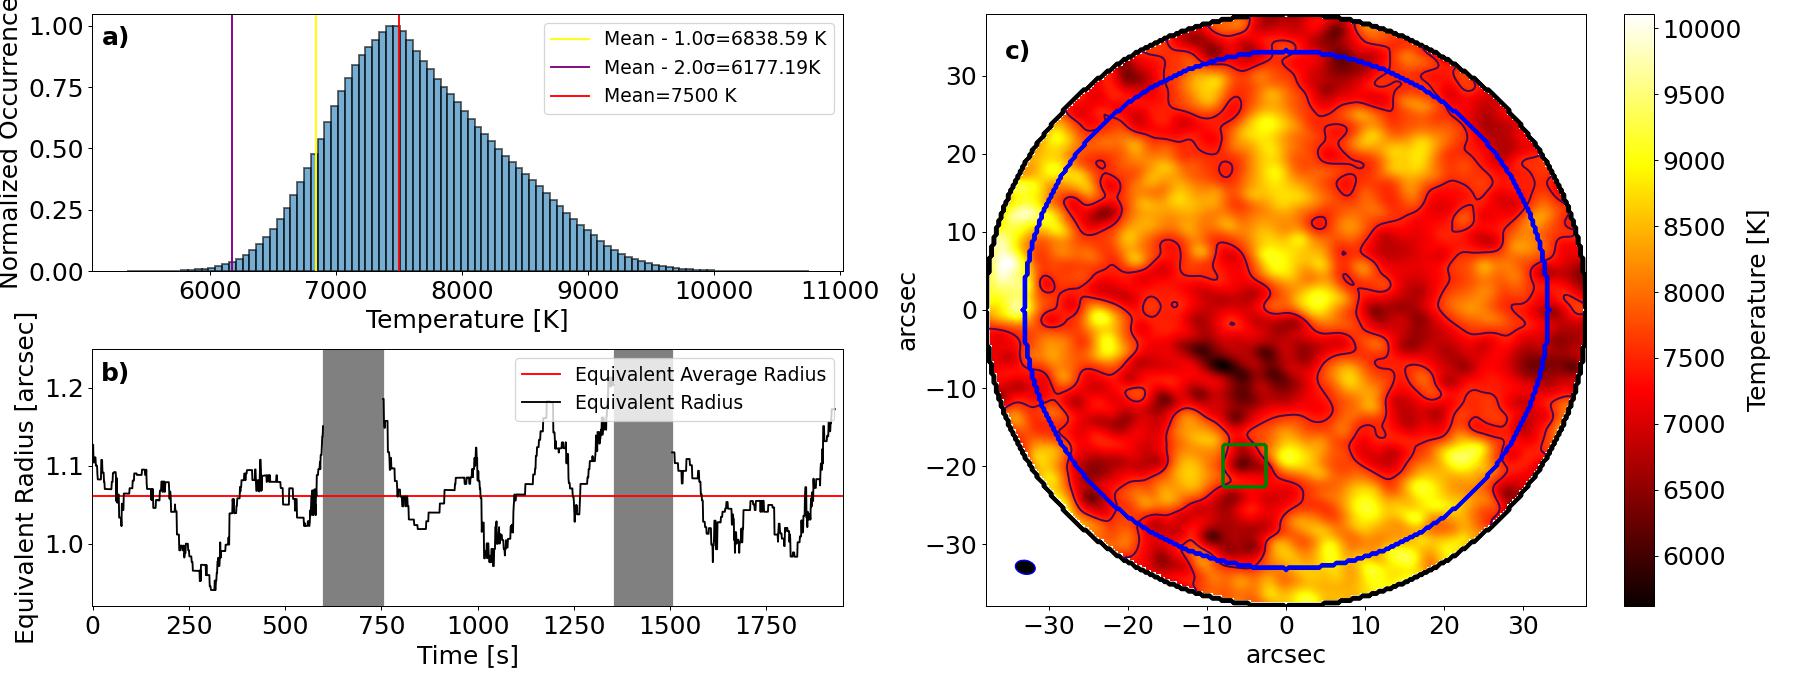 a)
Normalized Occurrence
1.00
0.75
0.50
0.25
0.00
Mean - 1.0σ=6838.59 K
Mean - 2.0σ=6177.19K
Mean=7500 K
6000 7000 8000 9000 10000 11000
Temperature [K]
b)
Equivalent Radius [arcsec]
1.2
1.1
1.0
Equivalent Average Radius
Equivalent Radius
0 250 500 750 1000 1250 1500 1750
Time [s]
c)
arcsec
30
20
10
0
−10
−20
−30
−30 −20 −10 0 10 20 30
arcsec
10000
9500
9000
8500
8000
7500
7000
6500
6000
Temperature [K]